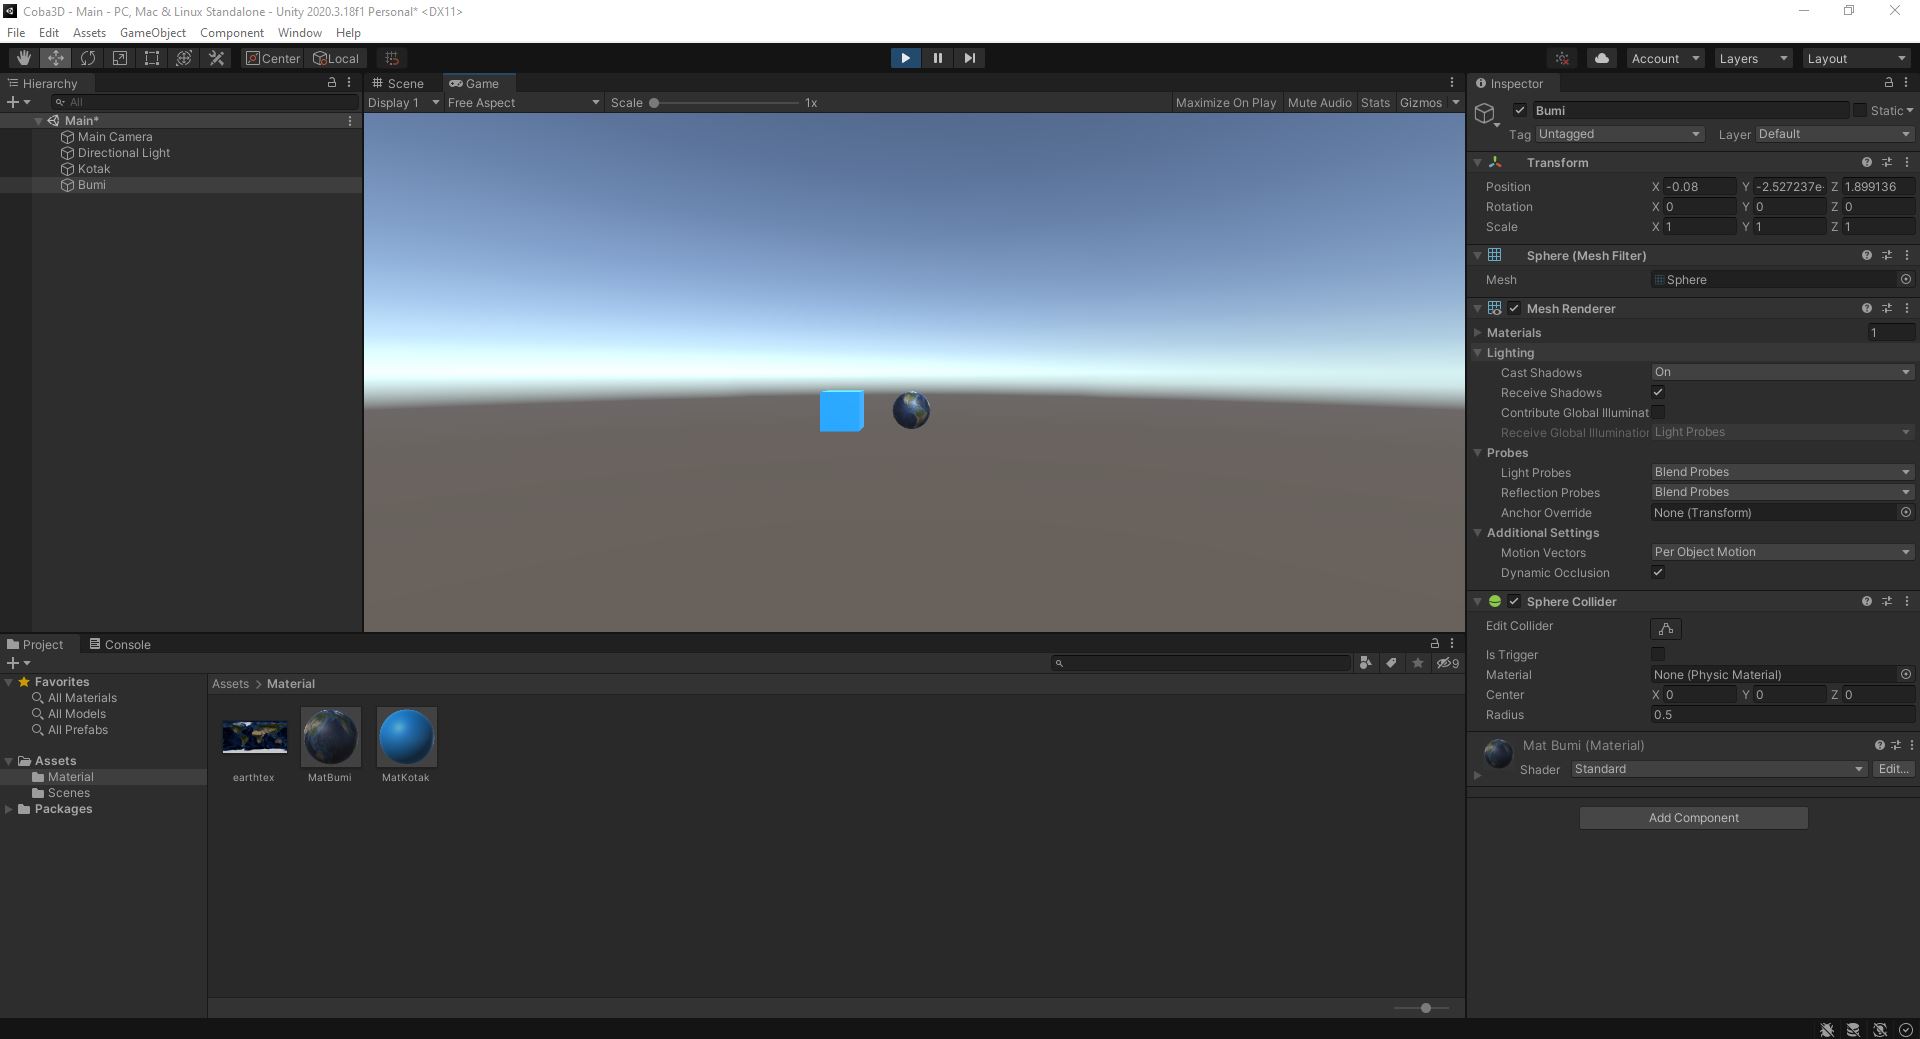 Coba3D - Main - PC, Mac & Linux Standalone - Unity 2020.3.18f1 Personal* <DX11>
File Edit Assets GameObject Component Window Help
Center Local Account Layers Layout
Hierarchy
All
Main*
Main Camera
Directional Light
Kotak
Bumi
Scene Game
Display 1 Free Aspect Scale 1x Maximize On Play Mute Audio Stats Gizmos
Inspector
Bumi Static
Tag Untagged Layer Default
Transform
Position X -0.08 Y -2.527237e- Z 1.899136
Rotation X 0 Y 0 Z 0
Scale X 1 Y 1 Z 1
Sphere (Mesh Filter)
Mesh Sphere
Mesh Renderer
Materials 1
Lighting
Cast Shadows On
Receive Shadows
Contribute Global Illuminat
Receive Global Illumination Light Probes
Probes
Light Probes Blend Probes
Reflection Probes Blend Probes
Anchor Override None (Transform)
Additional Settings
Motion Vectors Per Object Motion
Dynamic Occlusion
Sphere Collider
Edit Collider
Is Trigger
Material None (Physic Material)
Center X 0 Y 0 Z 0
Radius 0.5
Mat Bumi (Material)
Shader Standard Edit...
Add Component
Project Console
9
Favorites
All Materials
All Models
All Prefabs
Assets
Material
Scenes
Packages
Assets > Material
earthtex MatBumi MatKotak